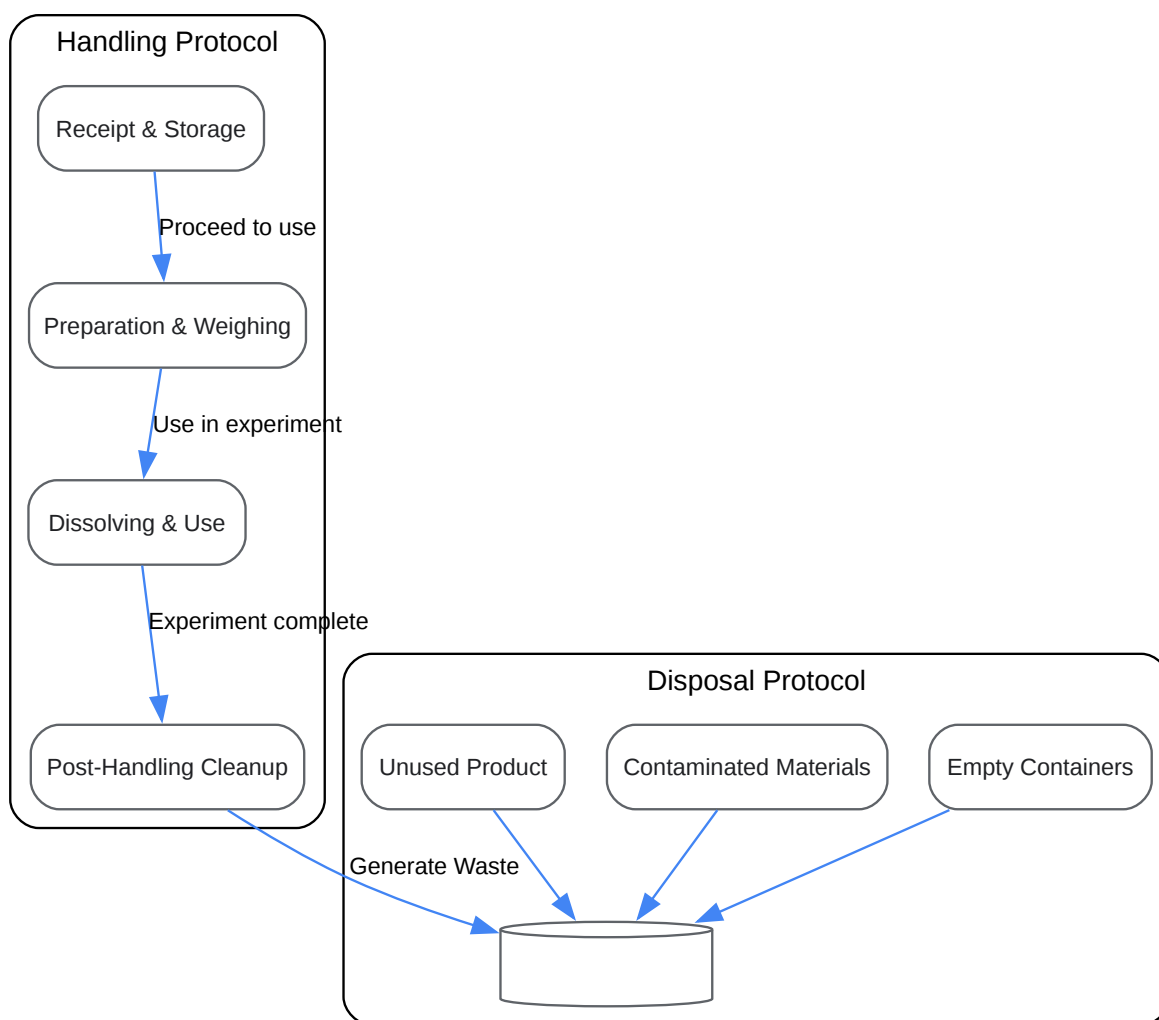 Handling Protocol
Receipt & Storage
Proceed to use
Preparation & Weighing
Use in experiment
Dissolving & Use
Experiment complete
Post-Handling Cleanup
Disposal Protocol
Unused Product
Contaminated Materials
Empty Containers
Generate Waste